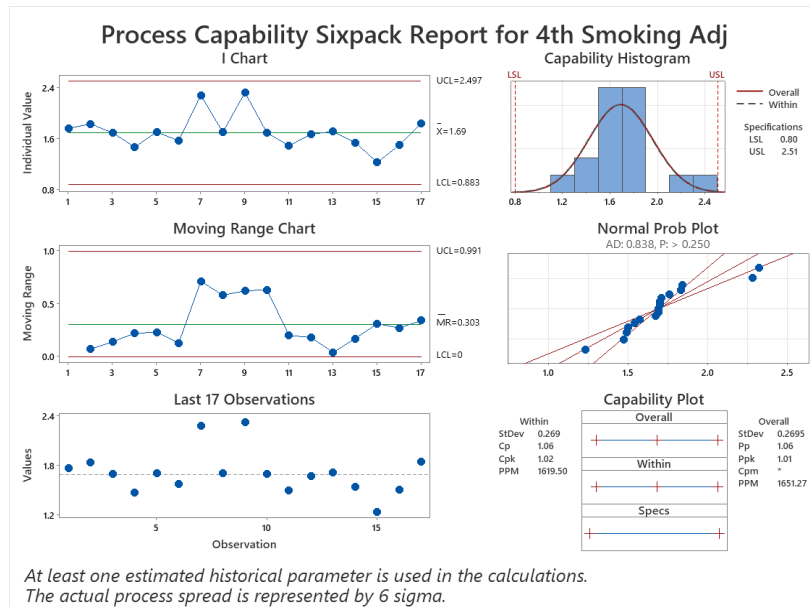 Process Capability Sixpack Report for 4th Smoking Adj
I Chart
Individual Value
2.4
1.6
0.8
1 3 5 7 9 11 13 15 17
UCL=2.497
_
X=1.69
LCL=0.883
Capability Histogram
LSL USL
0.8 1.2 1.6 2.0 2.4
Overall
Within
Specifications
LSL 0.80
USL 2.51
Moving Range Chart
Moving Range
1.0
0.5
0.0
1 3 5 7 9 11 13 15 17
UCL=0.991
__
MR=0.303
LCL=0
Normal Prob Plot
AD: 0.838, P: > 0.250
1.0 1.5 2.0 2.5
Last 17 Observations
Values
2.4
1.8
1.2
5 10 15
Observation
Capability Plot
Within
StDev 0.269
Cp 1.06
Cpk 1.02
PPM 1619.50
Overall
Within
Specs
Overall
StDev 0.2695
Pp 1.06
Ppk 1.01
Cpm *
PPM 1651.27
At least one estimated historical parameter is used in the calculations.
The actual process spread is represented by 6 sigma.